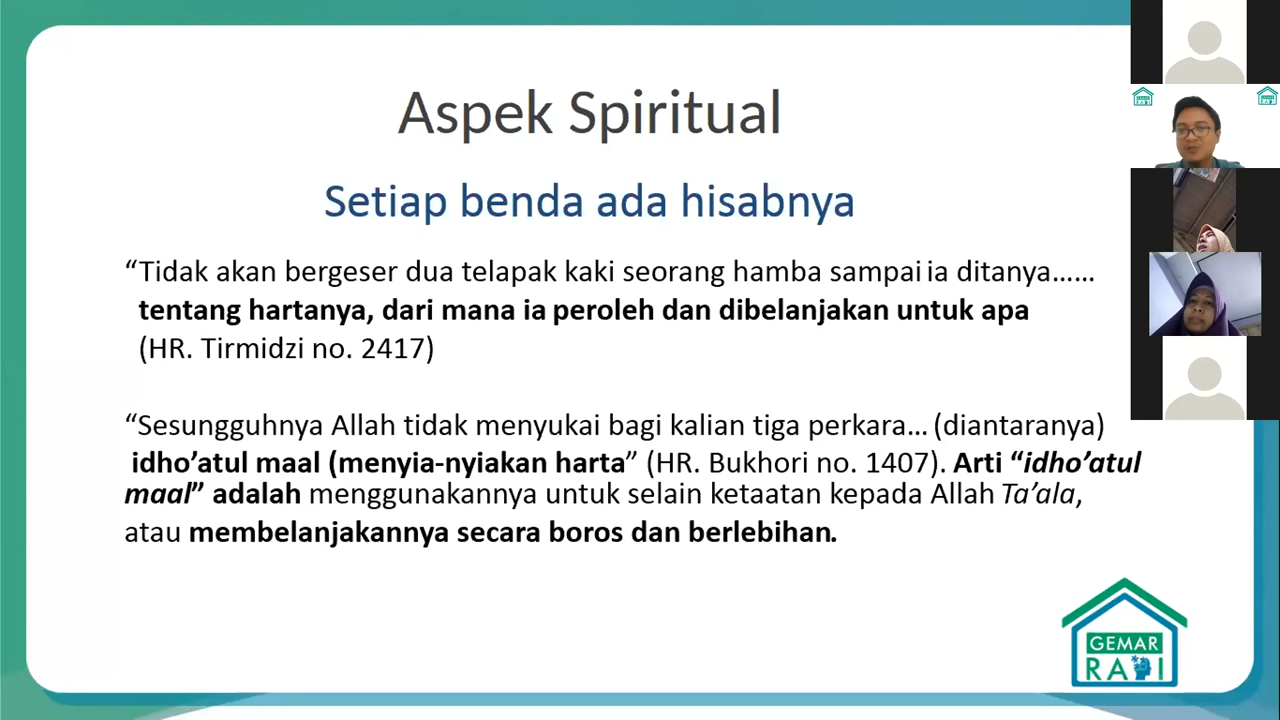 Aspek Spiritual
Setiap benda ada hisabnya
“Tidak akan bergeser dua telapak kaki seorang hamba sampai ia ditanya……
tentang hartanya, dari mana ia peroleh dan dibelanjakan untuk apa
(HR. Tirmidzi no. 2417)
“Sesungguhnya Allah tidak menyukai bagi kalian tiga perkara… (diantaranya)
idho’atul maal (menyia-nyiakan harta” (HR. Bukhori no. 1407). Arti “idho’atul
maal” adalah menggunakannya untuk selain ketaatan kepada Allah Ta’ala,
atau membelanjakannya secara boros dan berlebihan.
GEMAR
RAPI